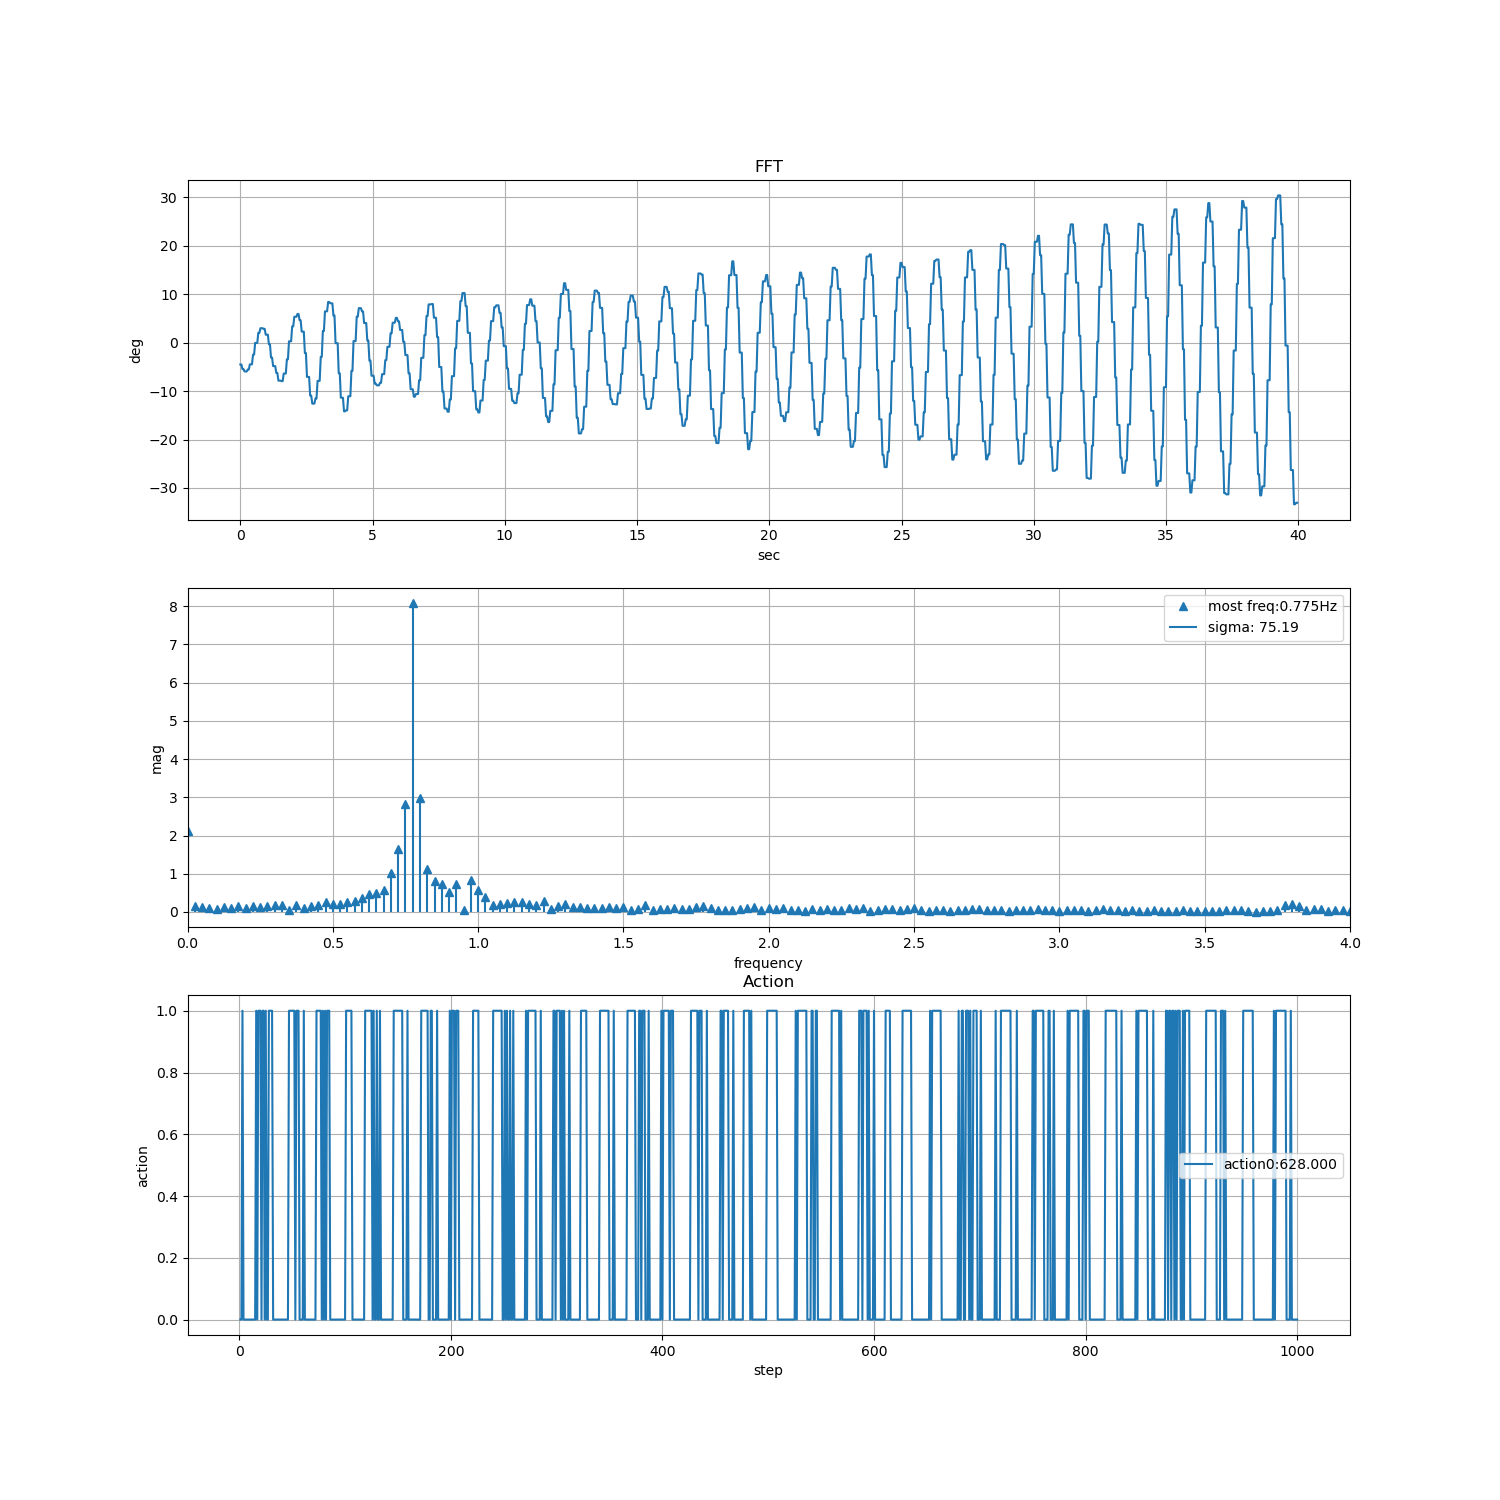 FFT
30
20
10
0
−10
−20
−30
deg
0 5 10 15 20 25 30 35 40
sec
8
7
6
5
4
3
2
1
0
mag
most freq:0.775Hz
sigma: 75.19
0.0 0.5 1.0 1.5 2.0 2.5 3.0 3.5 4.0
frequency
Action
1.0
0.8
0.6
0.4
0.2
0.0
action
action0:628.000
0 200 400 600 800 1000
step